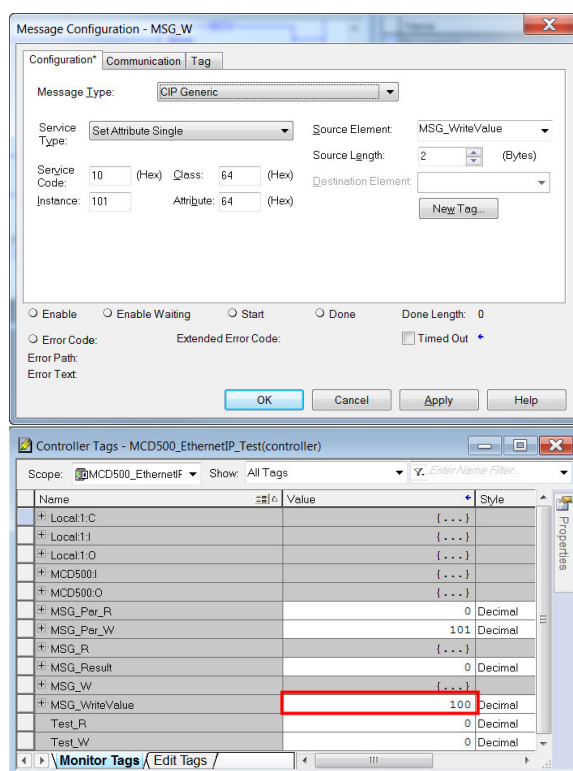 Message Configuration - MSG_W
Configuration* Communication Tag
Message Type: CIP Generic
Service Type: Set Attribute Single Source Element: MSG_WriteValue
Source Length: 2 (Bytes)
Service Code: 10 (Hex) Class: 64 (Hex) Destination Element:
Instance: 101 Attribute: 64 (Hex) New Tag...
Enable Enable Waiting Start Done Done Length: 0
Error Code: Extended Error Code: Timed Out
Error Path:
Error Text:
OK Cancel Apply Help
Controller Tags - MCD500_EthernetIP_Test(controller)
Scope: MCD500_EthernetIF Show: All Tags Enter Name Filter...
Name Value Style
Local:1:C {...}
Local:1:I {...}
Local:1:O {...}
MCD500:I {...}
MCD500:O {...}
MSG_Par_R 0 Decimal
MSG_Par_W 101 Decimal
MSG_R {...}
MSG_Result 0 Decimal
MSG_W {...}
MSG_WriteValue 100 Decimal
Test_R 0 Decimal
Test_W 0 Decimal
Monitor Tags Edit Tags
Properties